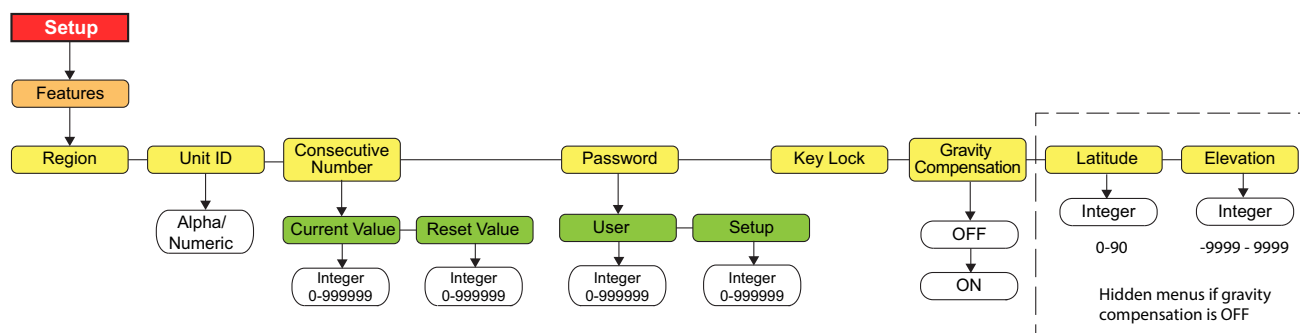 Setup
Features
Region
Unit ID
Consecutive
Number
Password
Key Lock
Gravity
Compensation
Latitude
Elevation
Alpha/
Numeric
Current Value
Reset Value
User
Setup
OFF
ON
Integer
0-999999
Integer
0-999999
Integer
0-999999
Integer
0-999999
Integer
0-90
Integer
-9999 - 9999
Hidden menus if gravity
compensation is OFF